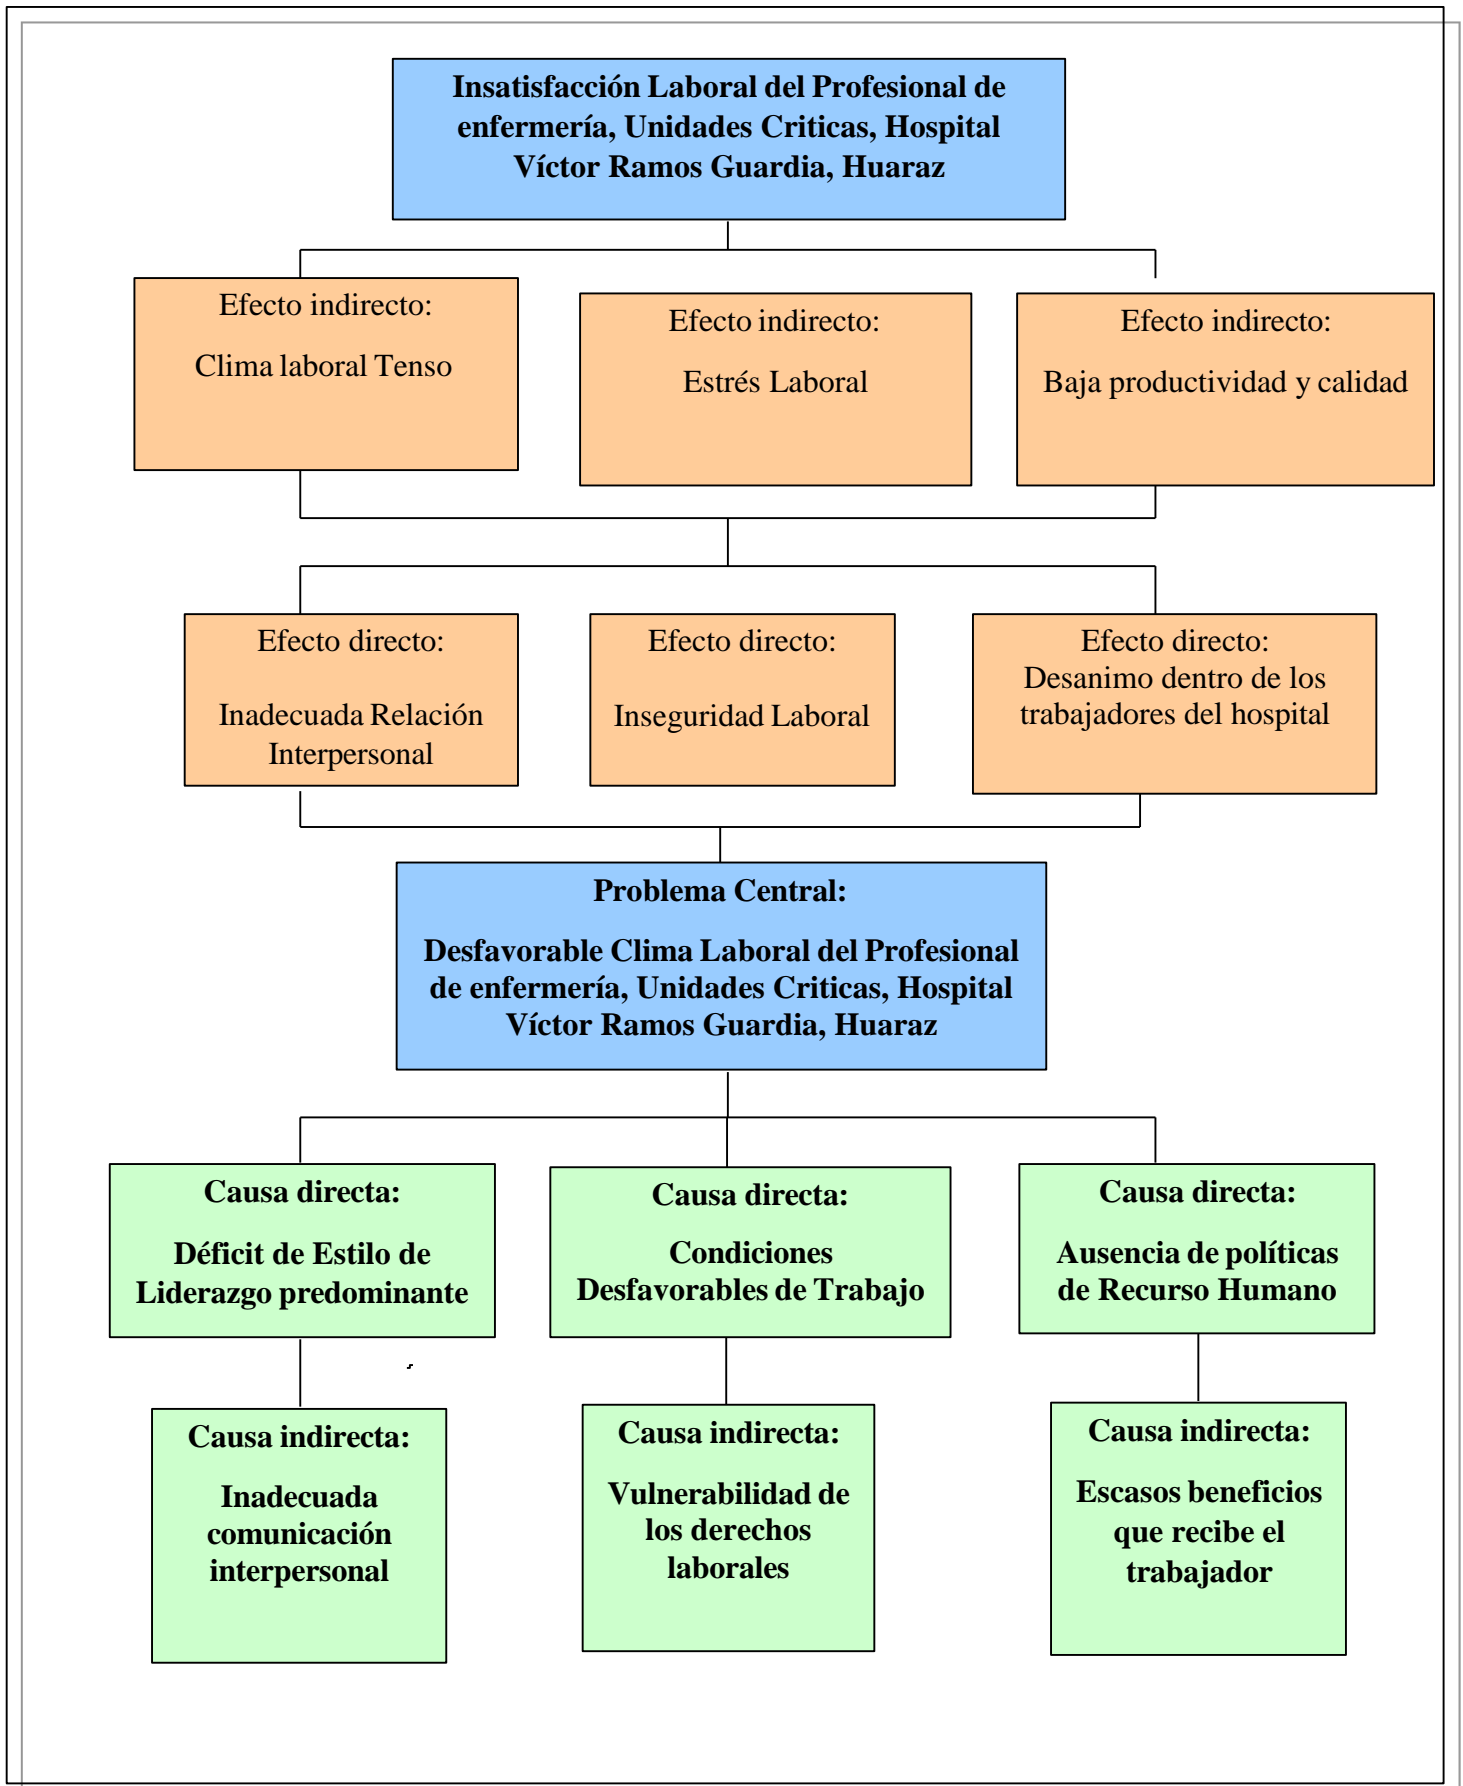 Insatisfacción Laboral del Profesional de
enfermería, Unidades Criticas, Hospital
Víctor Ramos Guardia, Huaraz
Efecto indirecto:
Clima laboral Tenso
Efecto indirecto:
Estrés Laboral
Efecto indirecto:
Baja productividad y calidad
Efecto directo:
Inadecuada Relación
Interpersonal
Efecto directo:
Inseguridad Laboral
Efecto directo:
Desanimo dentro de los
trabajadores del hospital
Problema Central:
Desfavorable Clima Laboral del Profesional
de enfermería, Unidades Criticas, Hospital
Víctor Ramos Guardia, Huaraz
Causa directa:
Déficit de Estilo de
Liderazgo predominante
Causa directa:
Condiciones
Desfavorables de Trabajo
Causa directa:
Ausencia de políticas
de Recurso Humano
Causa indirecta:
Inadecuada
comunicación
interpersonal
Causa indirecta:
Vulnerabilidad de
los derechos
laborales
Causa indirecta:
Escasos beneficios
que recibe el
trabajador